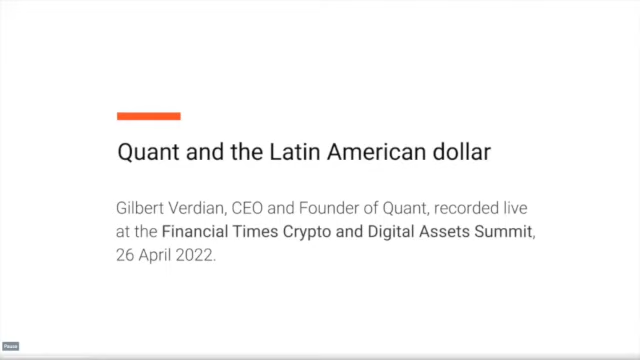 Quant and the Latin American dollar
Gilbert Verdian, CEO and Founder of Quant, recorded live
at the Financial Times Crypto and Digital Assets Summit,
26 April 2022.
Pause